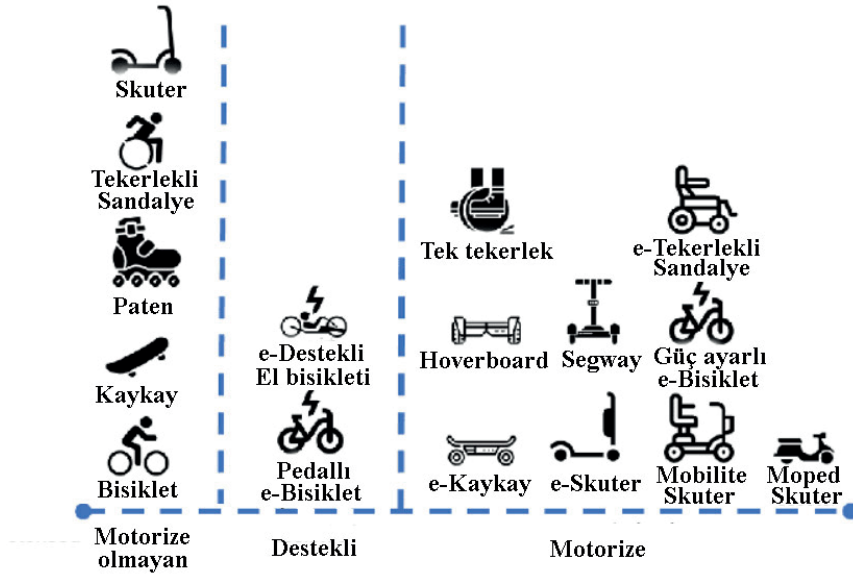 Skuter
Tekerlekli
Sandalye
Paten
Kaykay
Bisiklet
e-Destekli
El bisikleti
Pedallı
e-Bisiklet
Tek tekerlek
e-Tekerlekli
Sandalye
Hoverboard
Segway
Güç ayarlı
e-Bisiklet
e-Kaykay
e-Skuter
Mobilite
Skuter
Moped
Skuter
Motorize
olmayan
Destekli
Motorize